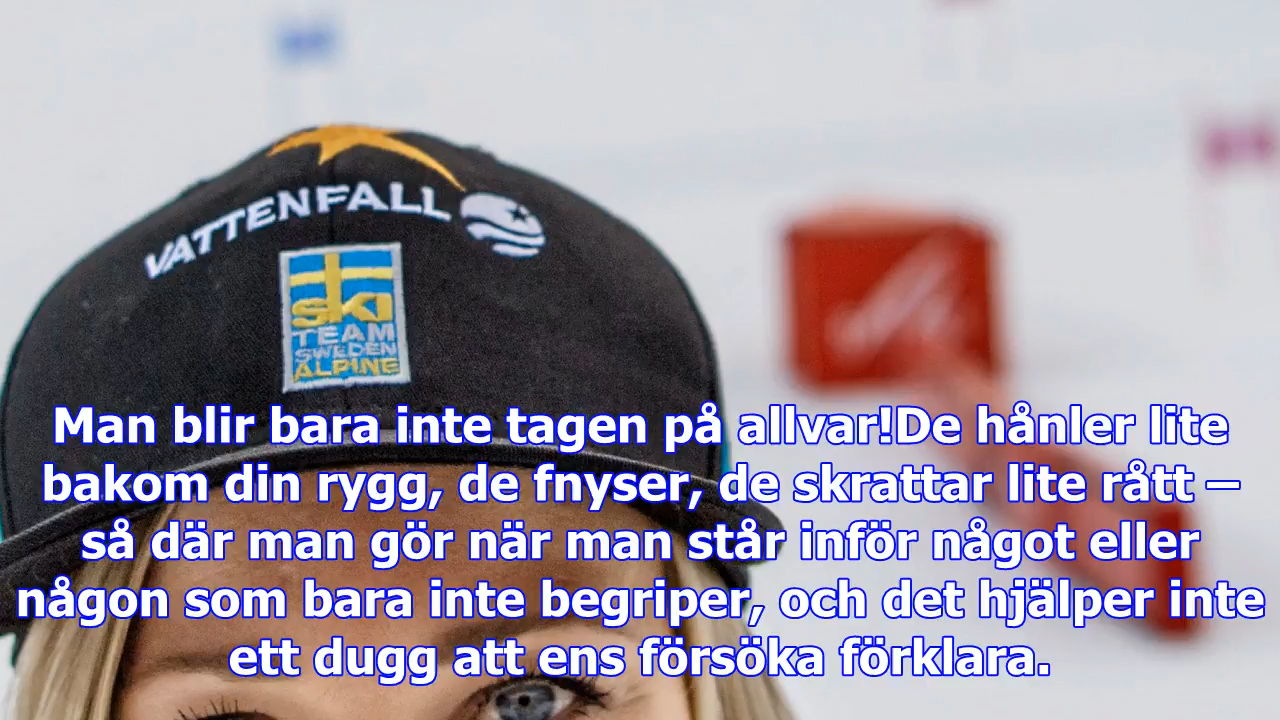 VATTENFALL
SKI
TEAM
SWEDEN
ALPINE
Man blir bara inte tagen på allvar!De hånler lite
bakom din rygg, de fnyser, de skrattar lite rått –
så där man gör när man står inför något eller
någon som bara inte begriper, och det hjälper inte
ett dugg att ens försöka förklara.